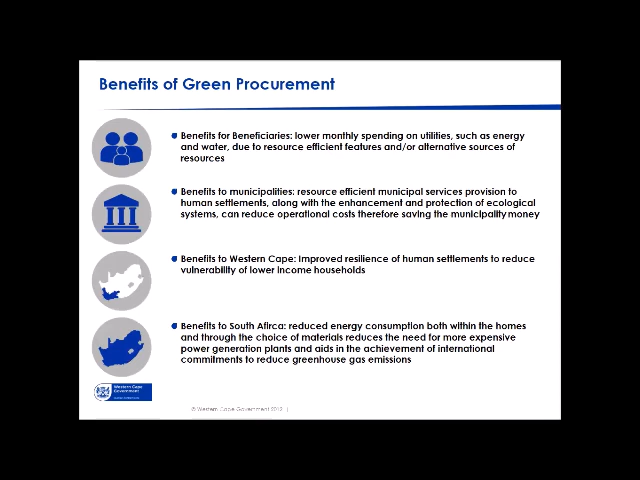 Benefits of Green Procurement
Benefits for Beneficiaries: lower monthly spending on utilities, such as energy
and water, due to resource efficient features and/or alternative sources of
resources
Benefits to municipalities: resource efficient municipal services provision to
human settlements, along with the enhancement and protection of ecological
systems, can reduce operational costs therefore saving the municipality money
Benefits to Western Cape: Improved resilience of human settlements to reduce
vulnerability of lower income households
Benefits to South Afirca: reduced energy consumption both within the homes
and through the choice of materials reduces the need for more expensive
power generation plants and aids in the achievement of international
commitments to reduce greenhouse gas emissions
Western Cape
Government
© Western Cape Government 2012 |